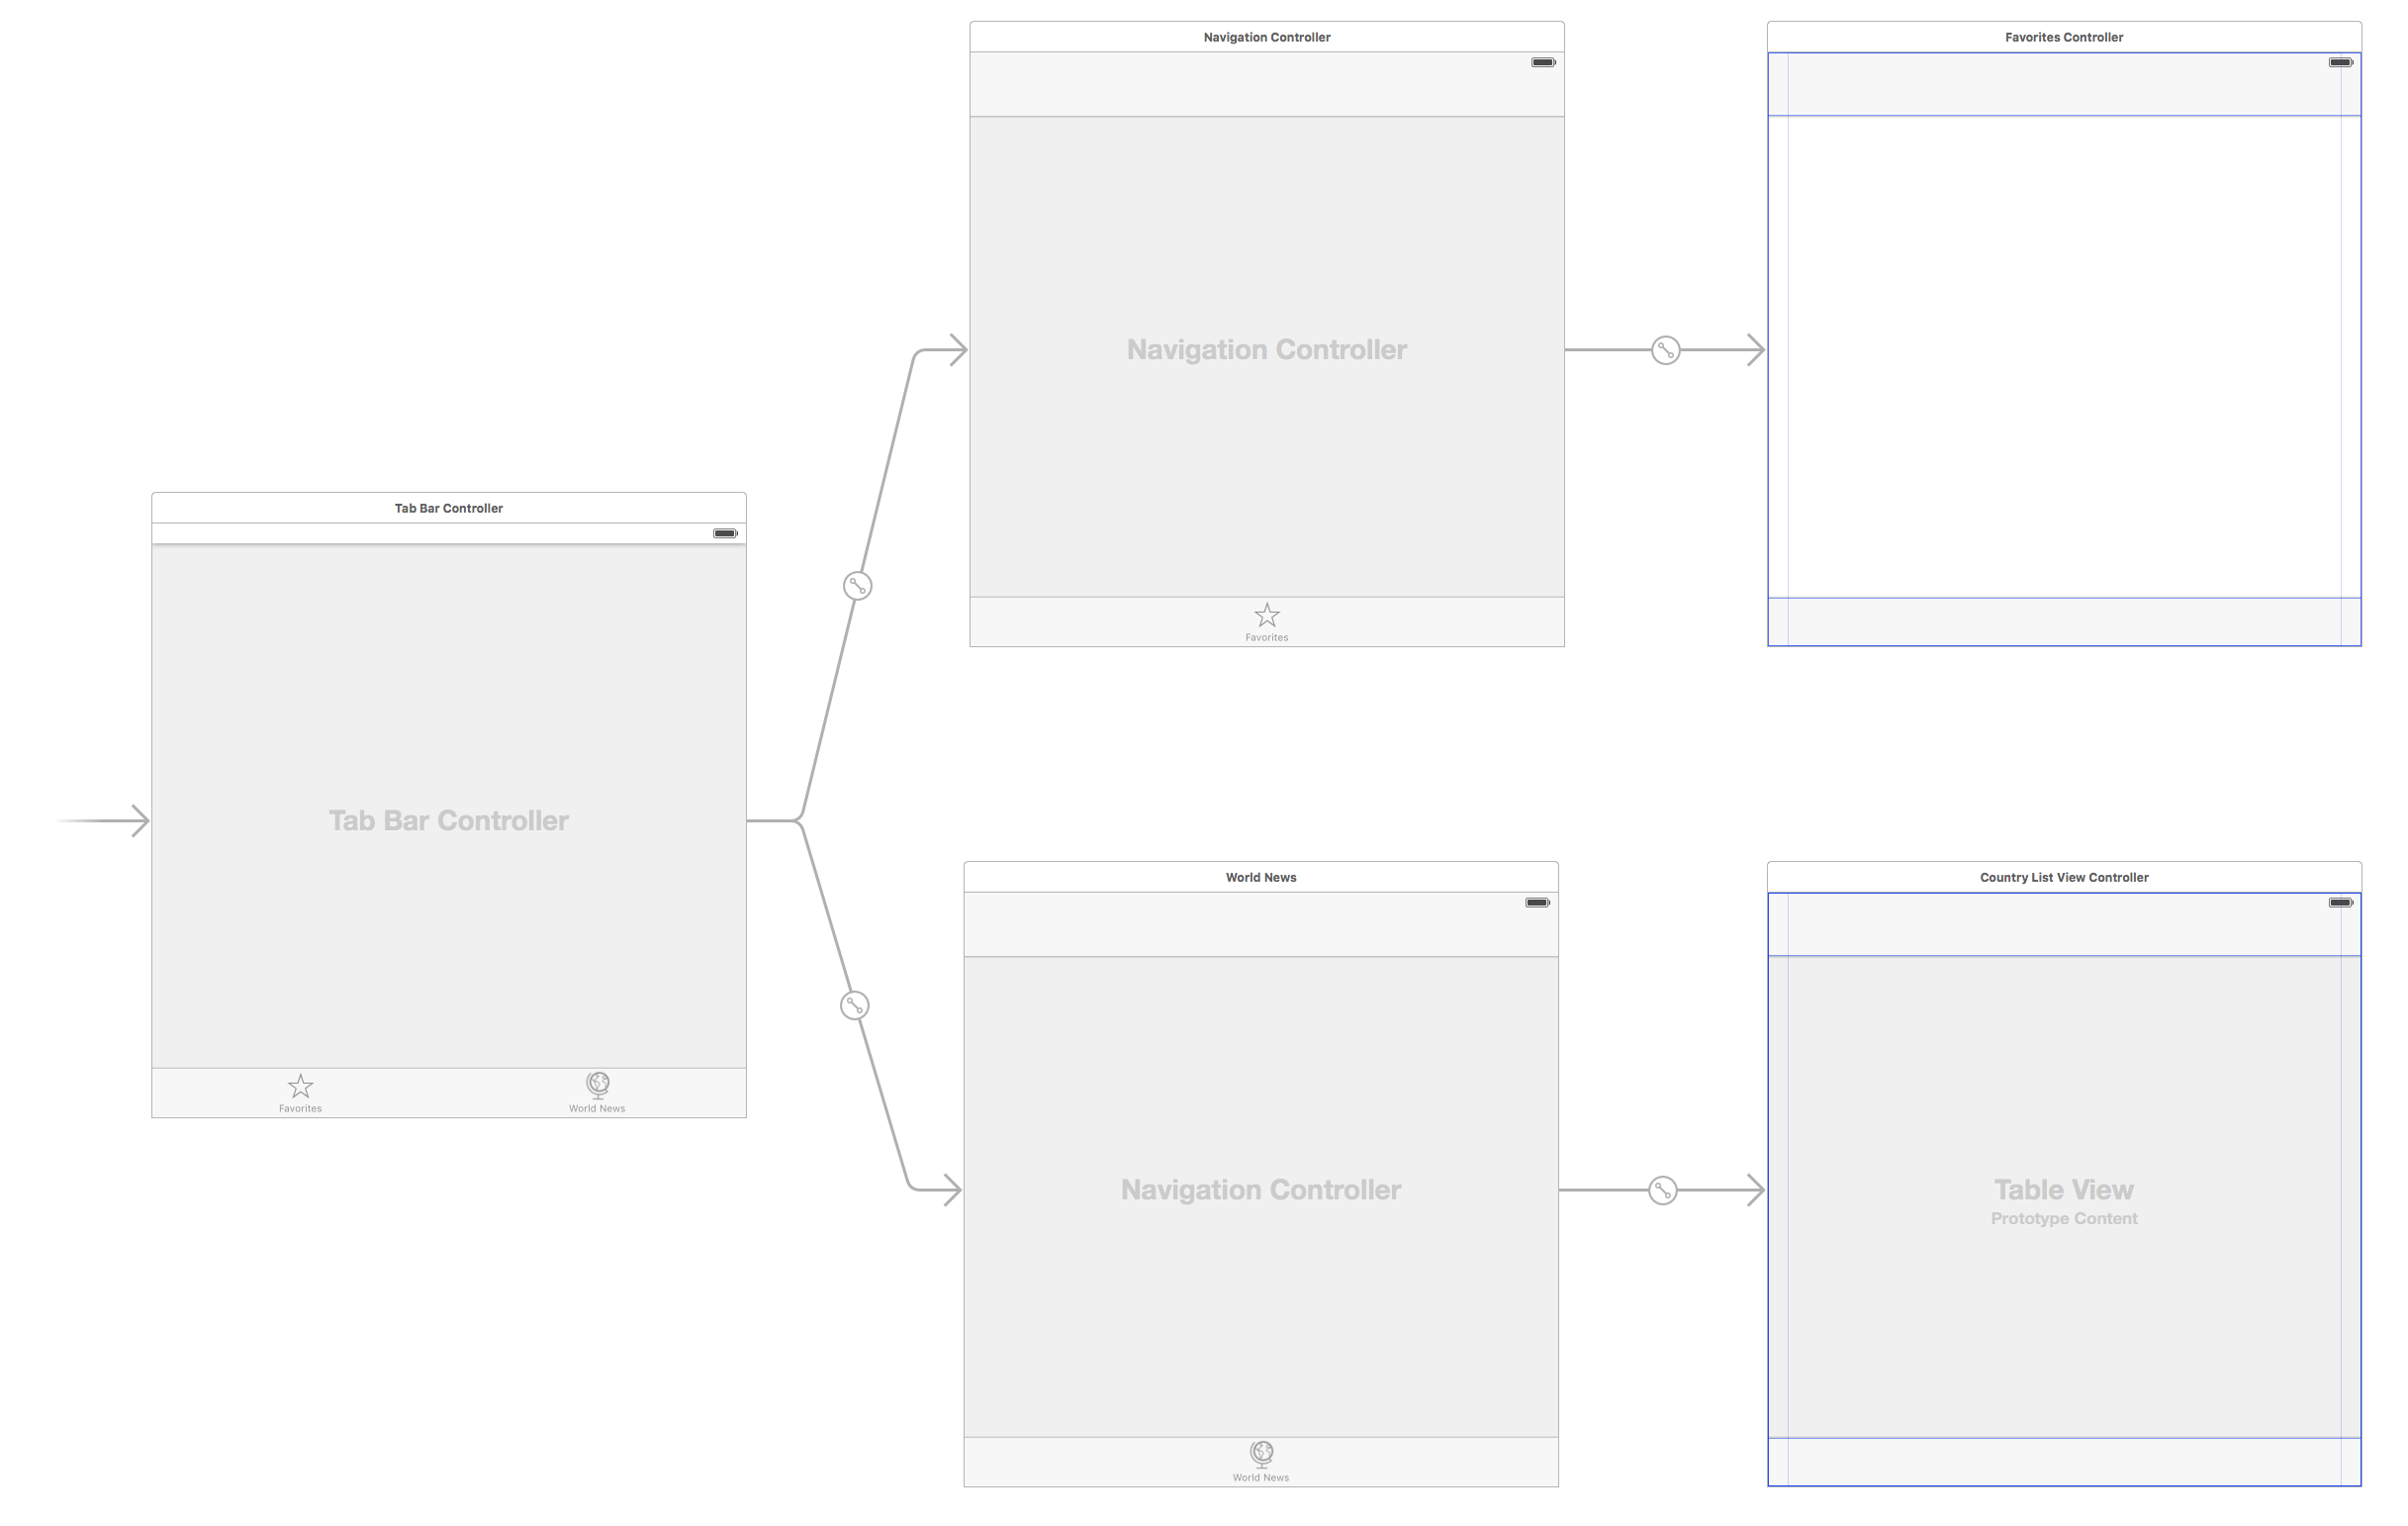 Navigation Controller
Navigation Controller
Favorites
Favorites Controller
Tab Bar Controller
Tab Bar Controller
Favorites
World News
World News
Navigation Controller
World News
Country List View Controller
Table View
Prototype Content